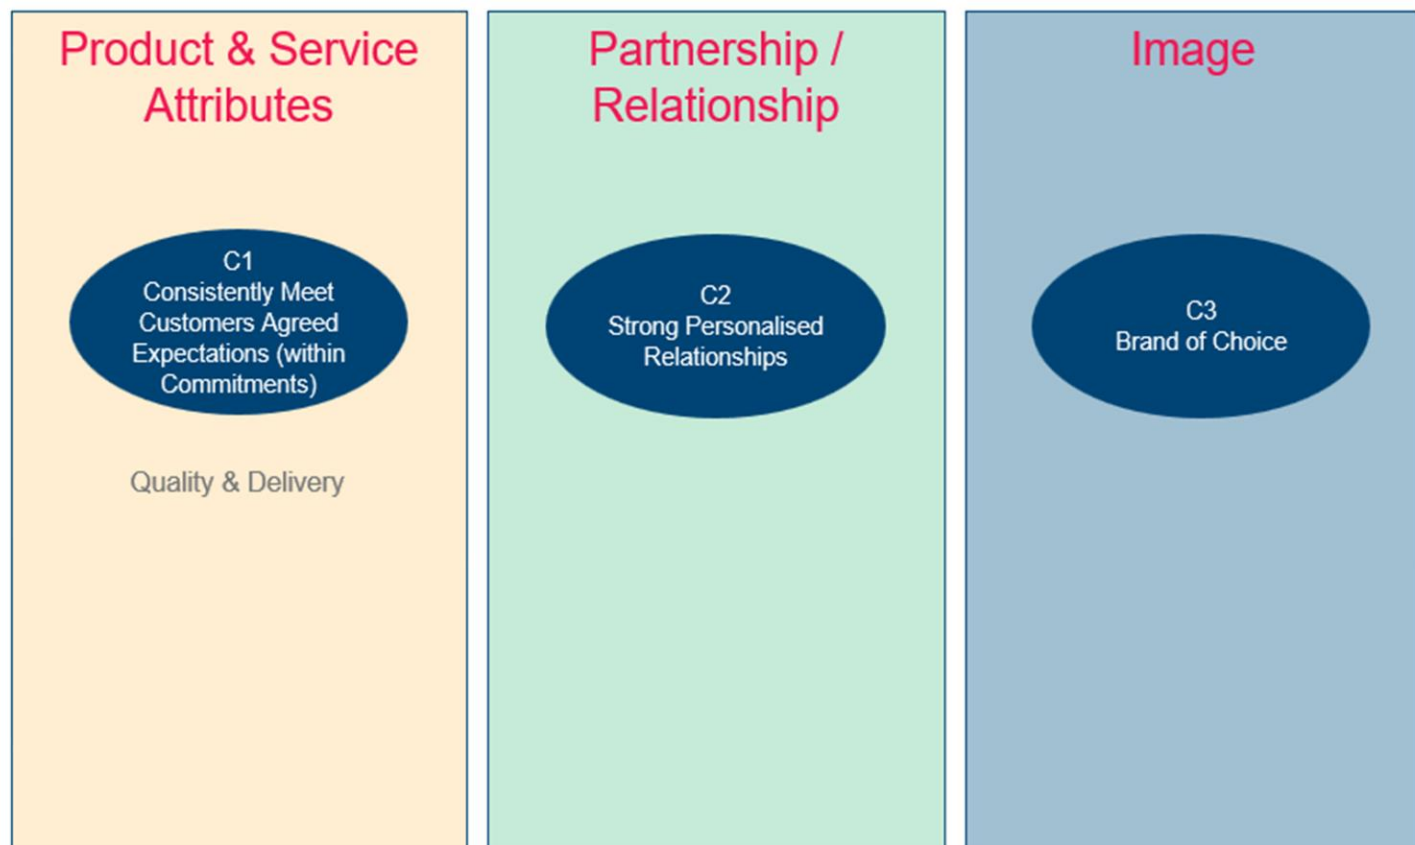 Product & Service
Attributes
C1
Consistently Meet
Customers Agreed
Expectations (within
Commitments)
Quality & Delivery
Partnership /
Relationship
C2
Strong Personalised
Relationships
Image
C3
Brand of Choice